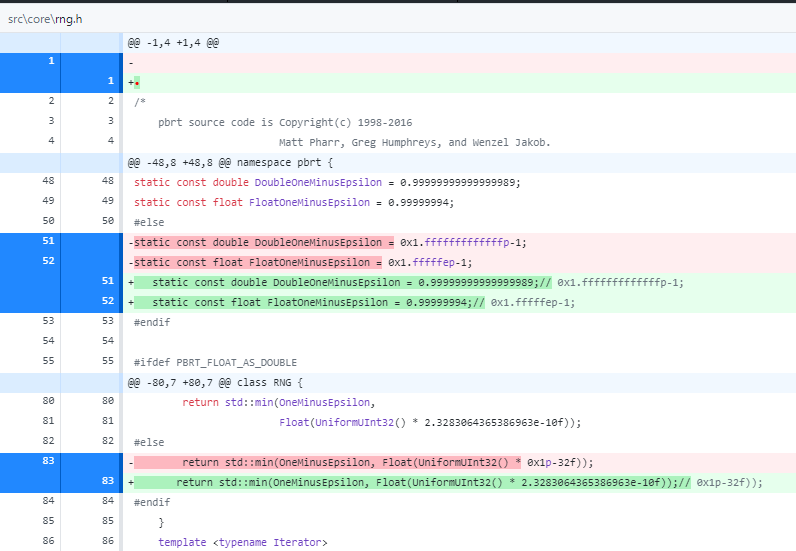 src\core\rng.h
@@ -1,4 +1,4 @@
1 -
1 +•
2 2 /*
3 3 pbrt source code is Copyright(c) 1998-2016
4 4 Matt Pharr, Greg Humphreys, and Wenzel Jakob.
@@ -48,8 +48,8 @@ namespace pbrt {
48 48 static const double DoubleOneMinusEpsilon = 0.99999999999999989;
49 49 static const float FloatOneMinusEpsilon = 0.99999994;
50 50 #else
51 -static const double DoubleOneMinusEpsilon = 0x1.fffffffffffffp-1;
52 -static const float FloatOneMinusEpsilon = 0x1.fffffep-1;
51 + static const double DoubleOneMinusEpsilon = 0.99999999999999989;// 0x1.fffffffffffffp-1;
52 + static const float FloatOneMinusEpsilon = 0.99999994;// 0x1.fffffep-1;
53 53 #endif
54 54
55 55 #ifdef PBRT_FLOAT_AS_DOUBLE
@@ -80,7 +80,7 @@ class RNG {
80 80 return std::min(OneMinusEpsilon,
81 81 Float(UniformUInt32() * 2.3283064365386963e-10f));
82 82 #else
83 - return std::min(OneMinusEpsilon, Float(UniformUInt32() * 0x1p-32f));
83 + return std::min(OneMinusEpsilon, Float(UniformUInt32() * 2.3283064365386963e-10f));// 0x1p-32f));
84 84 #endif
85 85 }
86 86 template <typename Iterator>